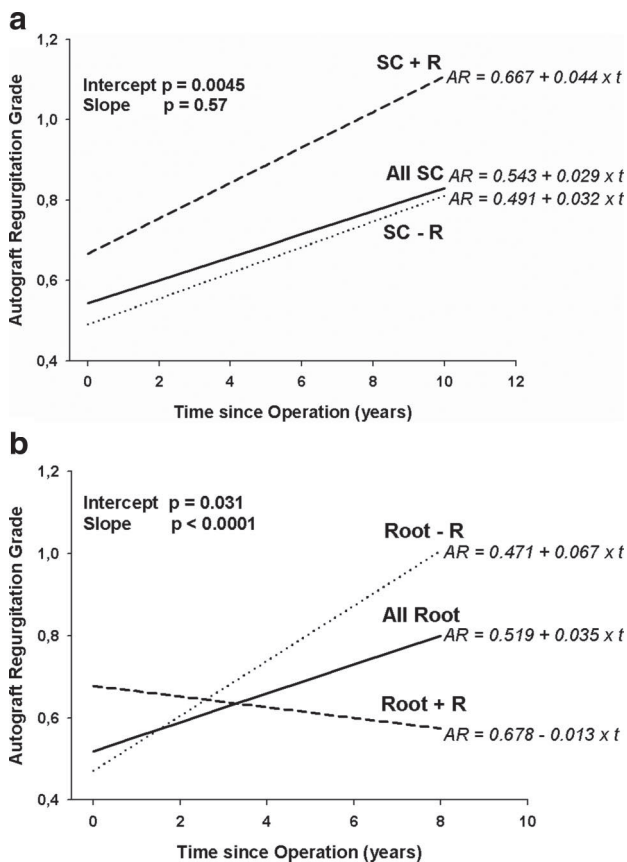 a
1,2
1,0
0,8
0,6
0,4
Autograft Regurgitation Grade
Intercept p = 0.0045
Slope p = 0.57
SC + R
AR = 0.667 + 0.044 x t
All SC
AR = 0.543 + 0.029 x t
AR = 0.491 + 0.032 x t
SC - R
0 2 4 6 8 10 12
Time since Operation (years)
b
1,2
1,0
0,8
0,6
0,4
Autograft Regurgitation Grade
Intercept p = 0.031
Slope p < 0.0001
Root - R
AR = 0.471 + 0.067 x t
All Root
AR = 0.519 + 0.035 x t
Root + R
AR = 0.678 - 0.013 x t
0 2 4 6 8 10
Time since Operation (years)